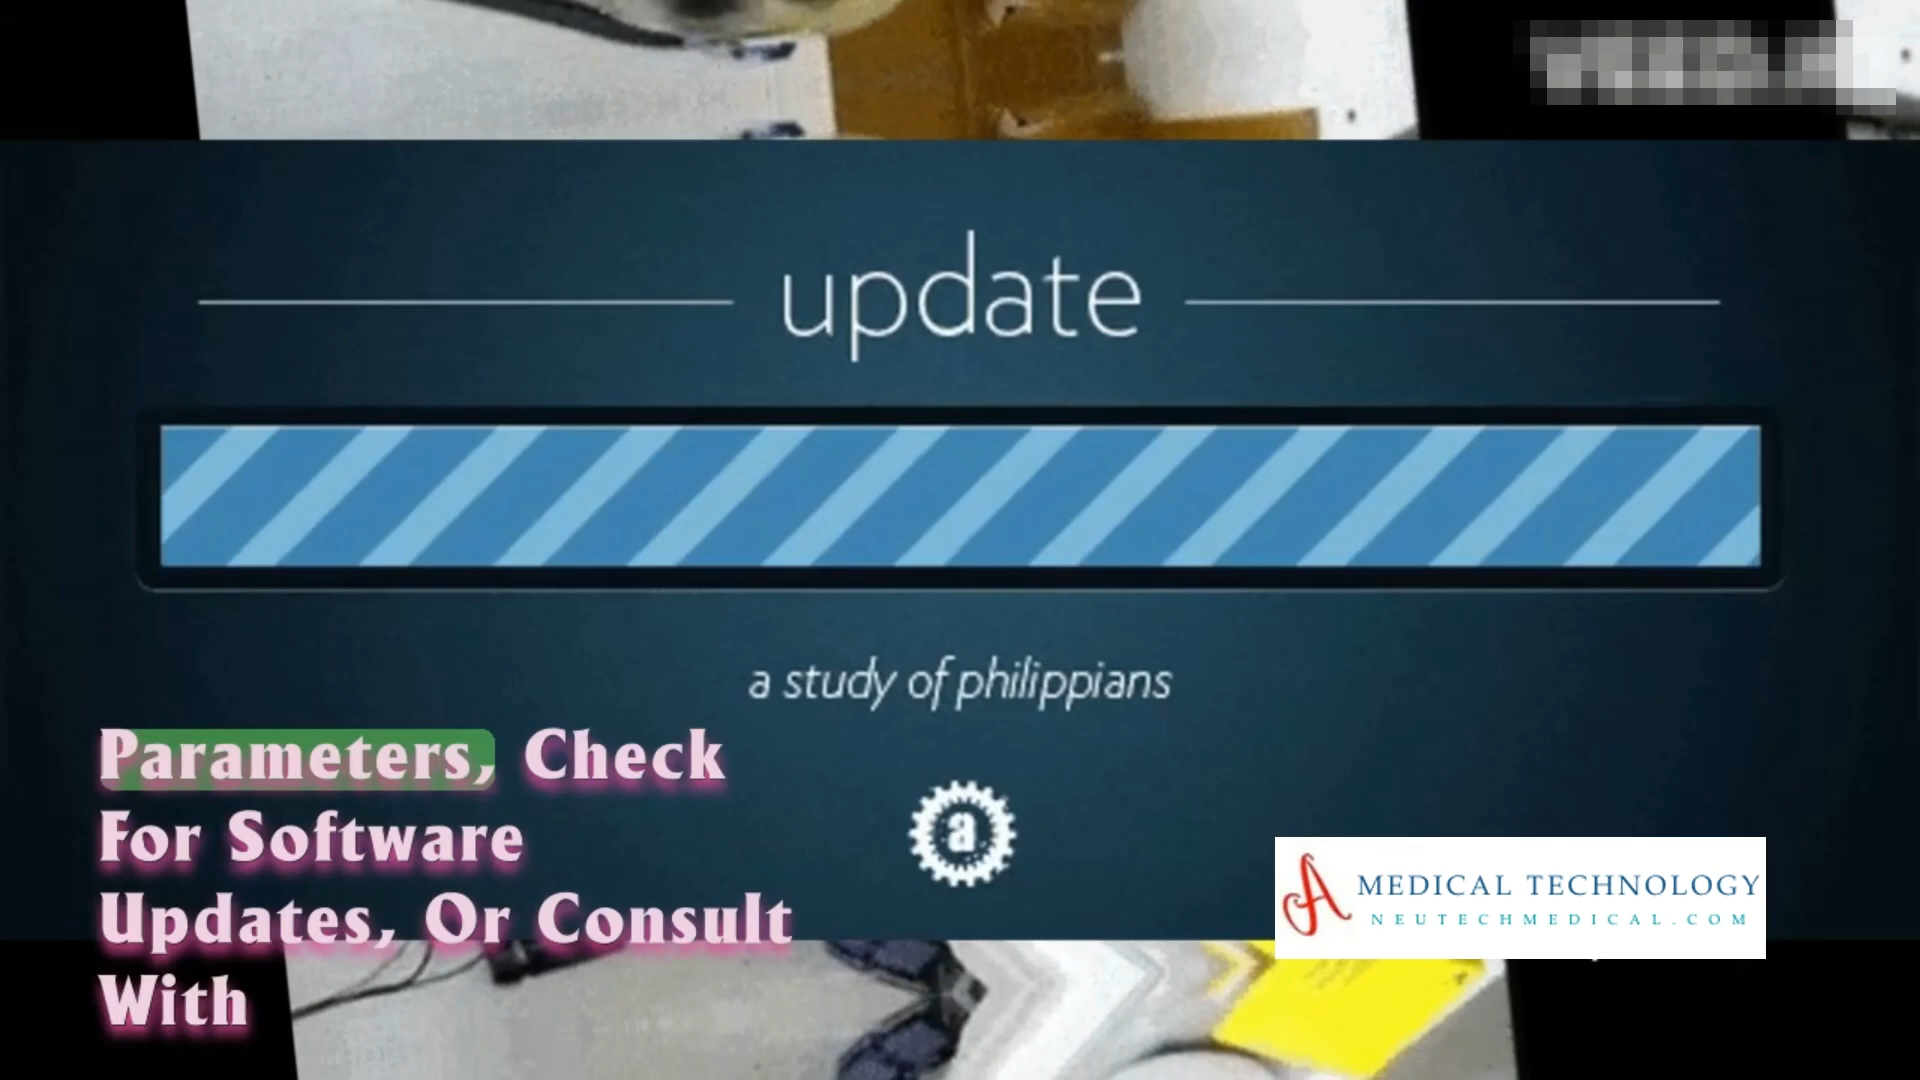 update
a study of philippians
a
Parameters, Check
For Software
Updates, Or Consult
With
A MEDICAL TECHNOLOGY
NEUTECHMEDICAL.COM